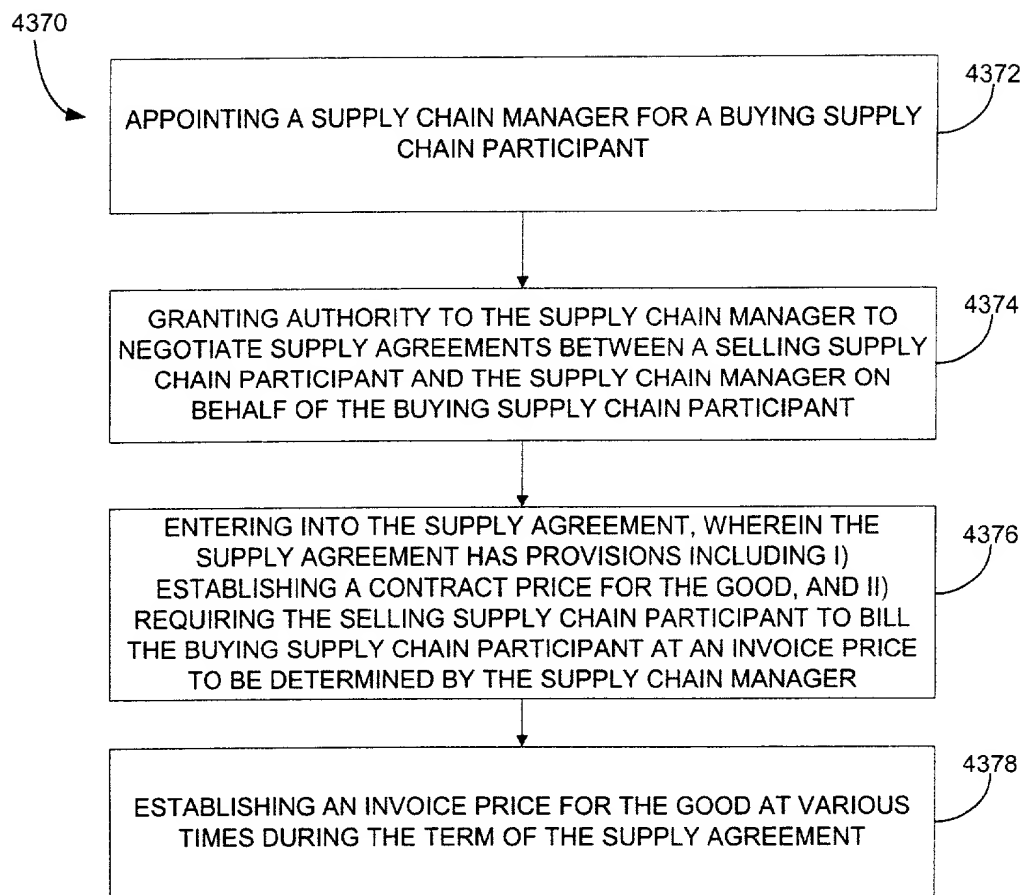 4370
4372
APPOINTING A SUPPLY CHAIN MANAGER FOR A BUYING SUPPLY
CHAIN PARTICIPANT
4374
GRANTING AUTHORITY TO THE SUPPLY CHAIN MANAGER TO
NEGOTIATE SUPPLY AGREEMENTS BETWEEN A SELLING SUPPLY
CHAIN PARTICIPANT AND THE SUPPLY CHAIN MANAGER ON
BEHALF OF THE BUYING SUPPLY CHAIN PARTICIPANT
4376
ENTERING INTO THE SUPPLY AGREEMENT, WHEREIN THE
SUPPLY AGREEMENT HAS PROVISIONS INCLUDING I)
ESTABLISHING A CONTRACT PRICE FOR THE GOOD, AND II)
REQUIRING THE SELLING SUPPLY CHAIN PARTICIPANT TO BILL
THE BUYING SUPPLY CHAIN PARTICIPANT AT AN INVOICE PRICE
TO BE DETERMINED BY THE SUPPLY CHAIN MANAGER
4378
ESTABLISHING AN INVOICE PRICE FOR THE GOOD AT VARIOUS
TIMES DURING THE TERM OF THE SUPPLY AGREEMENT